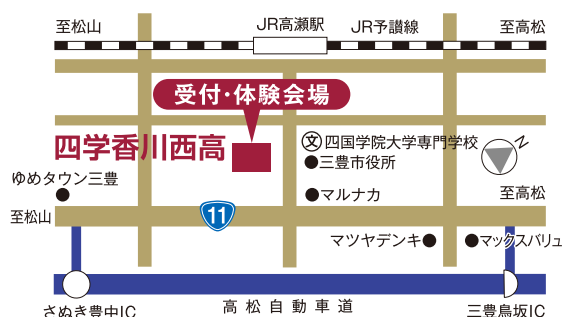 至松山
JR高瀬駅
JR予讃線
至高松
受付・体験会場
四学香川西高
文 四国学院大学専門学校
三豊市役所
N
ゆめタウン三豊
マルナカ
至高松
至松山
11
マツヤデンキ
マックスバリュ
高松自動車道
さぬき豊中IC
三豊鳥坂IC